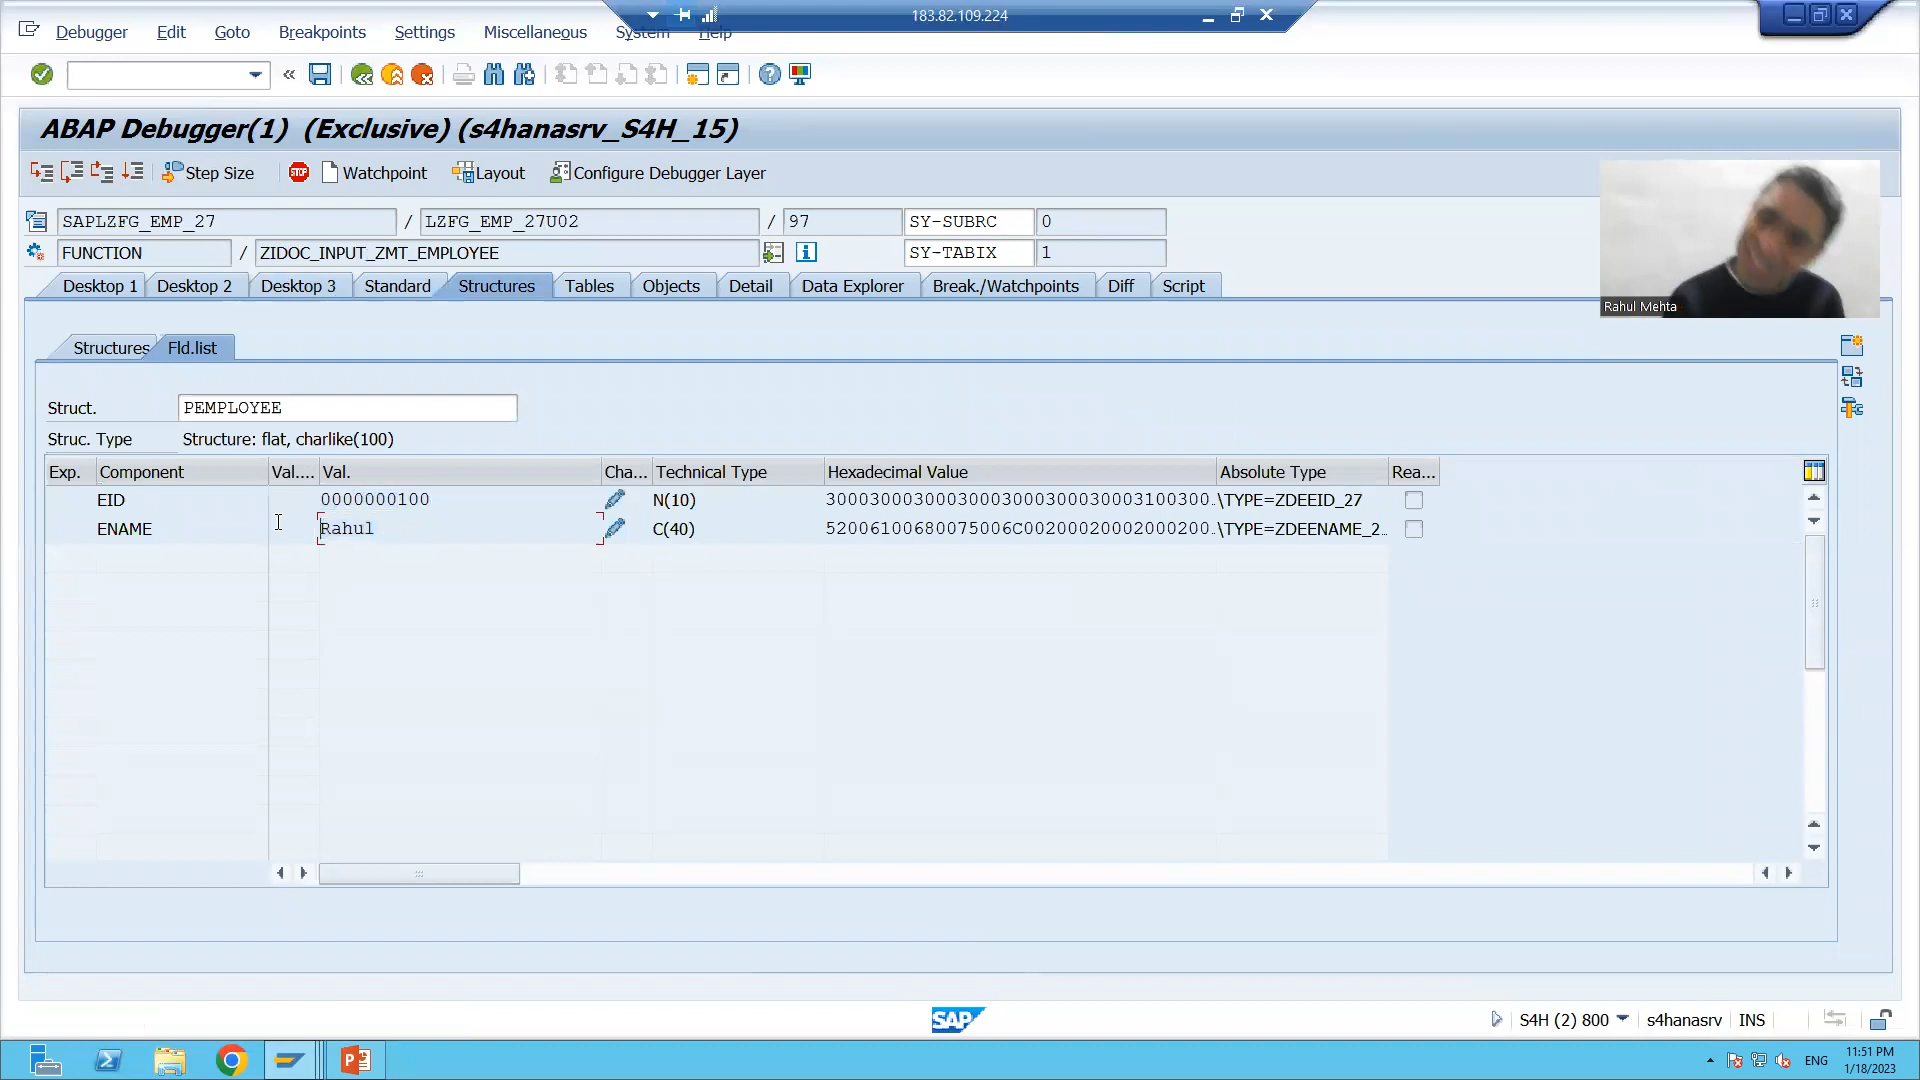 183.82.109.224
Debugger Edit Goto Breakpoints Settings Miscellaneous System Help
ABAP Debugger(1) (Exclusive) (s4hanasrv_S4H_15)
Step Size STOP Watchpoint Layout Configure Debugger Layer
SAPLZFG_EMP_27 / LZFG_EMP_27U02 / 97 SY-SUBRC 0
FUNCTION / ZIDOC_INPUT_ZMT_EMPLOYEE SY-TABIX 1
Rahul Mehta
Desktop 1 Desktop 2 Desktop 3 Standard Structures Tables Objects Detail Data Explorer Break./Watchpoints Diff Script
Structures Fld.list
Struct. PEMPLOYEE
Struc. Type Structure: flat, charlike(100)
Exp. Component Val.... Val. Cha... Technical Type Hexadecimal Value Absolute Type Rea...
EID 0000000100 N(10) 30003000300030003000300030003100300... \TYPE=ZDEEID_27
ENAME Rahul C(40) 52006100680075006C00200020002000200... \TYPE=ZDEENAME_2...
SAP
S4H (2) 800 s4hanasrv INS
ENG 11:51 PM
1/18/2023